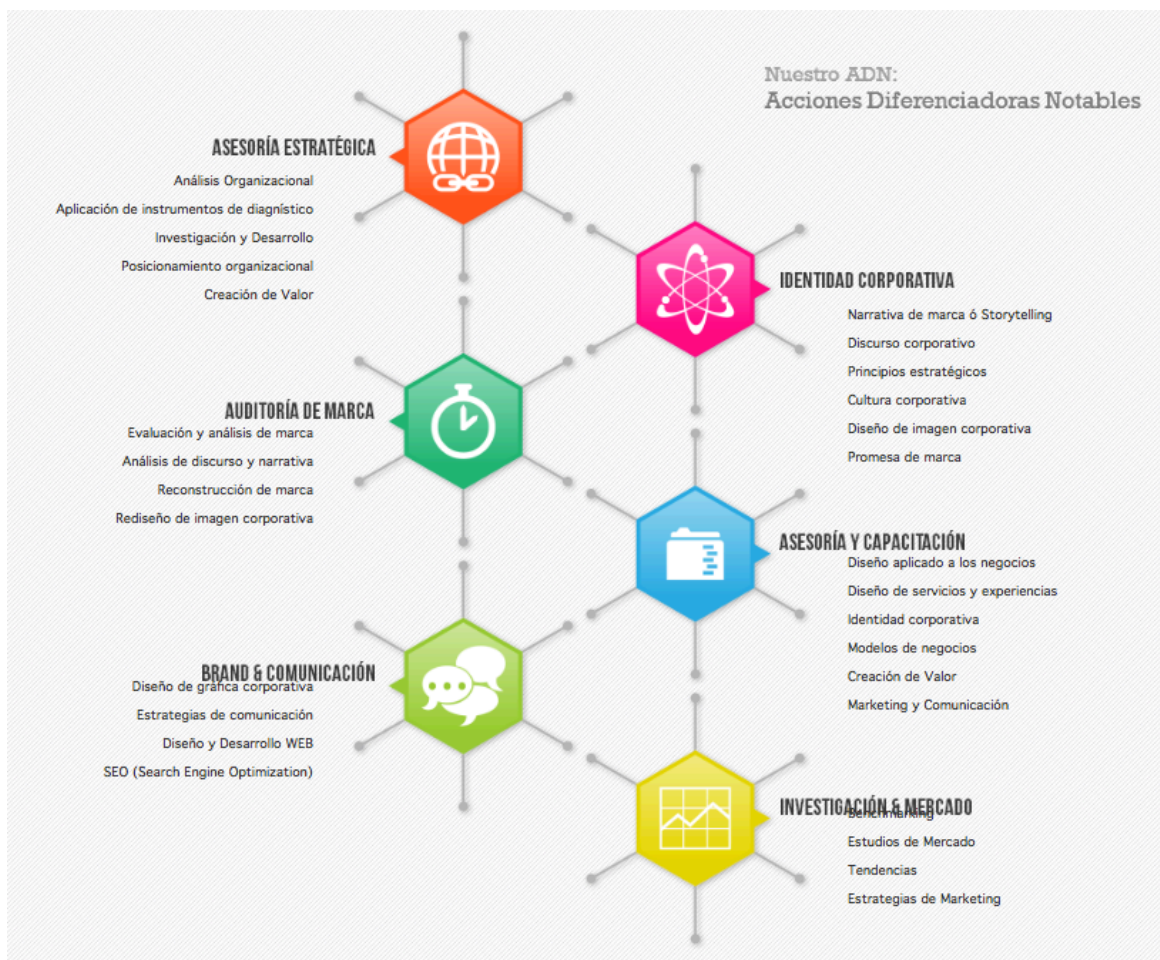 Nuestro ADN:
Acciones Diferenciadoras Notables
ASESORÍA ESTRATÉGICA
Análisis Organizacional
Aplicación de instrumentos de diagnóstico
Investigación y Desarrollo
Posicionamiento organizacional
Creación de Valor
IDENTIDAD CORPORATIVA
Narrativa de marca ó Storytelling
Discurso corporativo
Principios estratégicos
Cultura corporativa
Diseño de imagen corporativa
Promesa de marca
AUDITORÍA DE MARCA
Evaluación y análisis de marca
Análisis de discurso y narrativa
Reconstrucción de marca
Rediseño de imagen corporativa
ASESORÍA Y CAPACITACIÓN
Diseño aplicado a los negocios
Diseño de servicios y experiencias
Identidad corporativa
Modelos de negocios
Creación de Valor
Marketing y Comunicación
BRAND & COMUNICACIÓN
Diseño de gráfica corporativa
Estrategias de comunicación
Diseño y Desarrollo WEB
SEO (Search Engine Optimization)
INVESTIGACIÓN & MERCADO
Benchmarking
Estudios de Mercado
Tendencias
Estrategias de Marketing